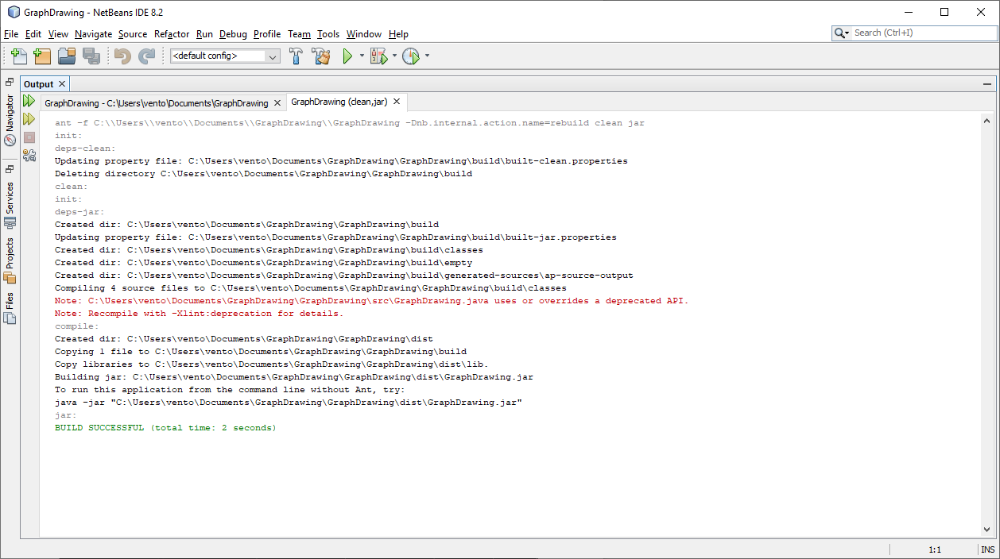 GraphDrawing - NetBeans IDE 8.2
File Edit View Navigate Source Refactor Run Debug Profile Team Tools Window Help
Search (Ctrl+I)
<default config>
Output
Navigator
Services
Projects
Files
GraphDrawing - C:\Users\vento\Documents\GraphDrawing
GraphDrawing (clean,jar)
ant -f C:\\Users\\vento\\Documents\\GraphDrawing\\GraphDrawing -Dnb.internal.action.name=rebuild clean jar
init:
deps-clean:
Updating property file: C:\Users\vento\Documents\GraphDrawing\GraphDrawing\build\built-clean.properties
Deleting directory C:\Users\vento\Documents\GraphDrawing\GraphDrawing\build
clean:
init:
deps-jar:
Created dir: C:\Users\vento\Documents\GraphDrawing\GraphDrawing\build
Updating property file: C:\Users\vento\Documents\GraphDrawing\GraphDrawing\build\built-jar.properties
Created dir: C:\Users\vento\Documents\GraphDrawing\GraphDrawing\build\classes
Created dir: C:\Users\vento\Documents\GraphDrawing\GraphDrawing\build\empty
Created dir: C:\Users\vento\Documents\GraphDrawing\GraphDrawing\build\generated-sources\ap-source-output
Compiling 4 source files to C:\Users\vento\Documents\GraphDrawing\GraphDrawing\build\classes
Note: C:\Users\vento\Documents\GraphDrawing\GraphDrawing\src\GraphDrawing.java uses or overrides a deprecated API.
Note: Recompile with -Xlint:deprecation for details.
compile:
Created dir: C:\Users\vento\Documents\GraphDrawing\GraphDrawing\dist
Copying 1 file to C:\Users\vento\Documents\GraphDrawing\GraphDrawing\build
Copy libraries to C:\Users\vento\Documents\GraphDrawing\GraphDrawing\dist\lib.
Building jar: C:\Users\vento\Documents\GraphDrawing\GraphDrawing\dist\GraphDrawing.jar
To run this application from the command line without Ant, try:
java -jar "C:\Users\vento\Documents\GraphDrawing\GraphDrawing\dist\GraphDrawing.jar"
jar:
BUILD SUCCESSFUL (total time: 2 seconds)
1:1
INS